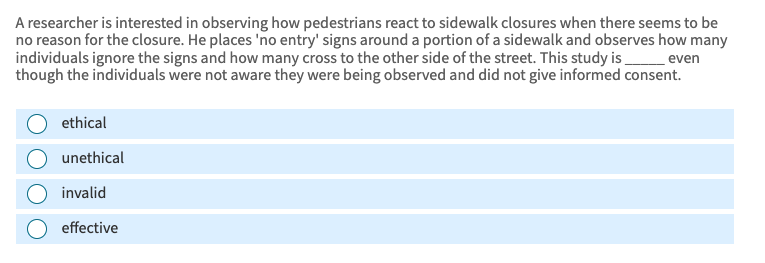 A researcher is interested in observing how pedestrians react to sidewalk closures when there seems to be
no reason for the closure. He places 'no entry' signs around a portion of a sidewalk and observes how many
individuals ignore the signs and how many cross to the other side of the street. This study is _____ even
though the individuals were not aware they were being observed and did not give informed consent.
ethical
unethical
invalid
effective